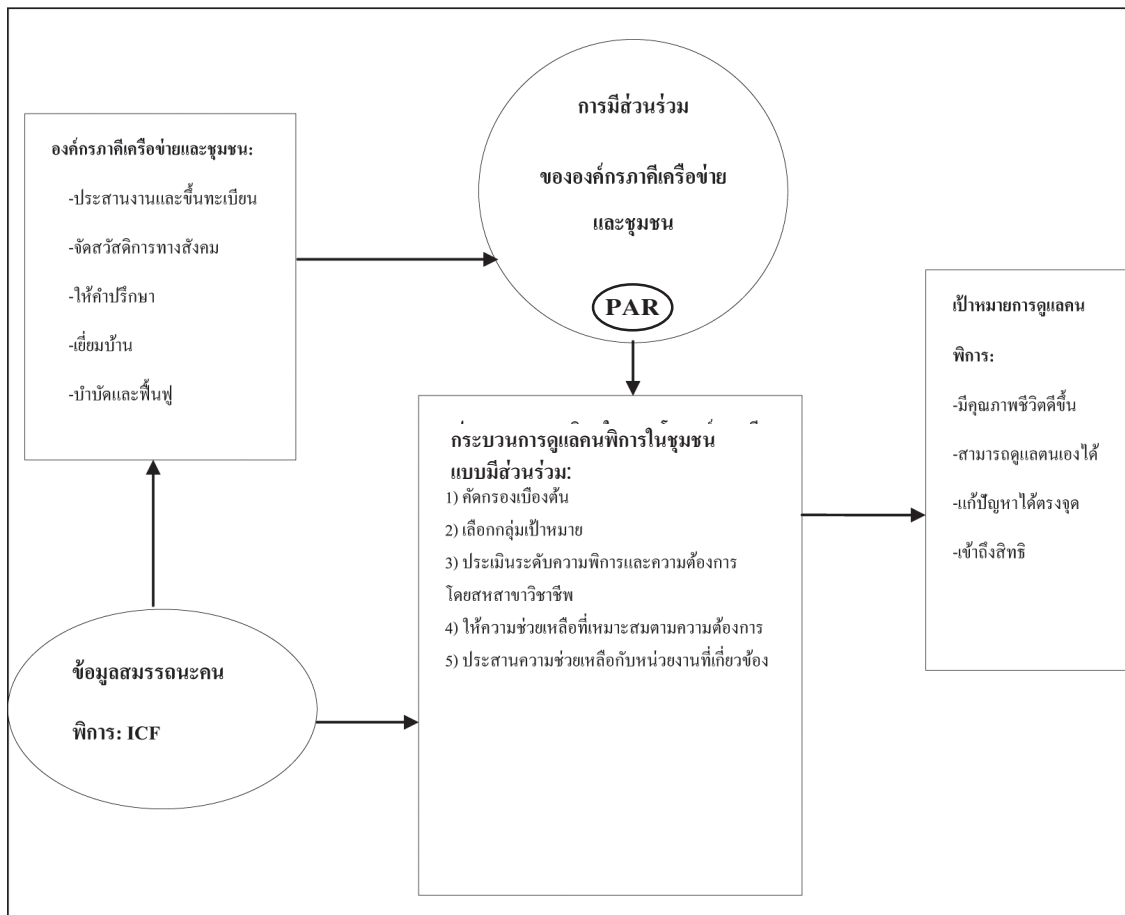 การมีส่วนร่วม
ขององค์กรภาคีเครือข่าย
และชุมชน
PAR
องค์กรภาคีเครือข่ายและชุมชน:
-ประสานงานและขึ้นทะเบียน
-จัดสวัสดิการทางสังคม
-ให้คำปรึกษา
-เยี่ยมบ้าน
-บำบัดและฟื้นฟู
เป้าหมายการดูแลคน
พิการ:
-มีคุณภาพชีวิตดีขึ้น
-สามารถดูแลตนเองได้
-แก้ปัญหาได้ตรงจุด
-เข้าถึงสิทธิ
กระบวนการดูแลคนพิการในชุมชน
แบบมีส่วนร่วม:
1) คัดกรองเบื้องต้น
2) เลือกกลุ่มเป้าหมาย
3) ประเมินระดับความพิการและความต้องการ
โดยสหสาขาวิชาชีพ
4) ให้ความช่วยเหลือที่เหมาะสมตามความต้องการ
5) ประสานความช่วยเหลือกับหน่วยงานที่เกี่ยวข้อง
ข้อมูลสมรรถนะคน
พิการ: ICF